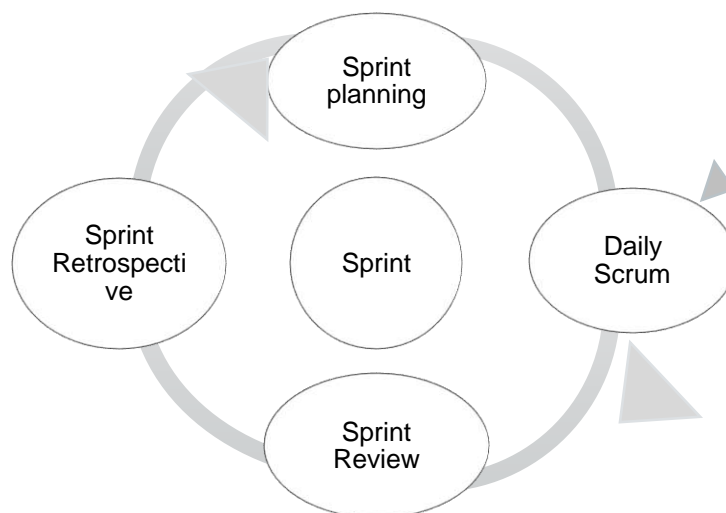 Sprint
planning
Sprint
Retrospecti
ve
Sprint
Daily
Scrum
Sprint
Review